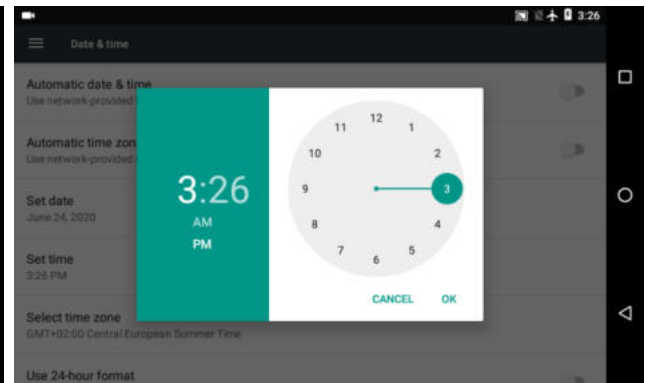 3:26
Date & time
Automatic date & time
Use network-provided
Automatic time zon
Use network-provided
Set date
June 24, 2020
Set time
3:26 PM
Select time zone
GMT+02:00 Central European Summer Time
Use 24-hour format
3:26
AM
PM
12
1
2
3
4
5
6
7
8
9
10
11
CANCEL
OK